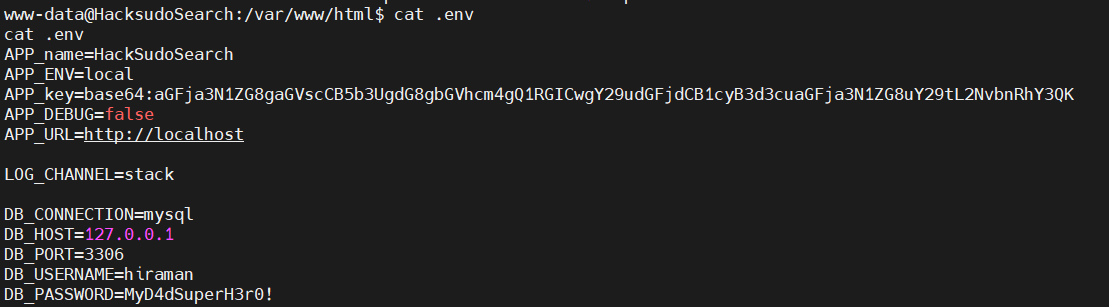 www-data@HacksudoSearch:/var/www/html$ cat .env
cat .env
APP_name=HackSudoSearch
APP_ENV=local
APP_key=base64:aGFja3N1ZG8gaGVscCB5b3UgdG8gbGVhcm4gQ1RGICwgY29udGFjdCB1cyB3d3cuaGFja3N1ZG8uY29tL2NvbnRhY3QK
APP_DEBUG=false
APP_URL=http://localhost
LOG_CHANNEL=stack
DB_CONNECTION=mysql
DB_HOST=127.0.0.1
DB_PORT=3306
DB_USERNAME=hiraman
DB_PASSWORD=MyD4dSuperH3r0!